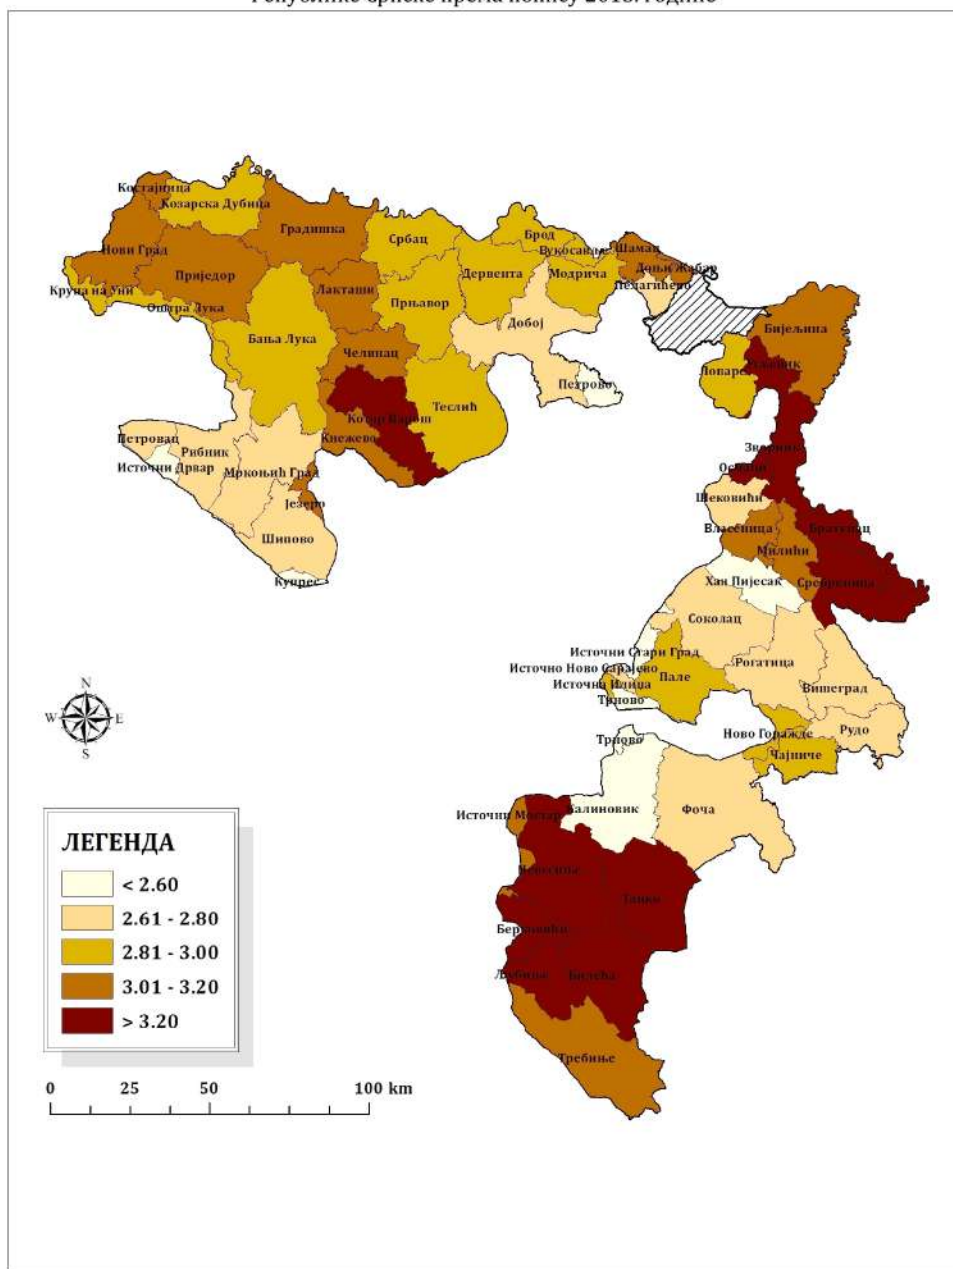 Републике Српске према попису 2013. године
Костајница
Козарска Дубица
Градишка
Нови Град
Приједор
Крупа на Уни
Оштра Лука
Лакташи
Србац
Прњавор
Дервента
Брод
Вукосавље
Модрича
Шамац
Доњи Жабар
Пелагићево
Бања Лука
Челинац
Добој
Петрово
Теслић
Котор Варош
Кнежево
Петровац
Источни Дрвар
Рибник
Мркоњић Град
Језеро
Шипово
Купрес
Бијељина
Угљевик
Лопаре
Зворник
Осмаци
Шековићи
Власеница
Милићи
Братунац
Сребреница
Хан Пијесак
Соколац
Источни Стари Град
Источно Ново Сарајево
Источна Илиџа
Трново
Пале
Рогатица
Вишеград
Рудо
Ново Горажде
Чајниче
Трново
Калиновик
Фоча
Источни Мостар
Невесиње
Гацко
Берковићи
Љубиње
Билећа
Требиње
N
W
E
S
ЛЕГЕНДА
< 2.60
2.61 - 2.80
2.81 - 3.00
3.01 - 3.20
> 3.20
0 25 50 100 km